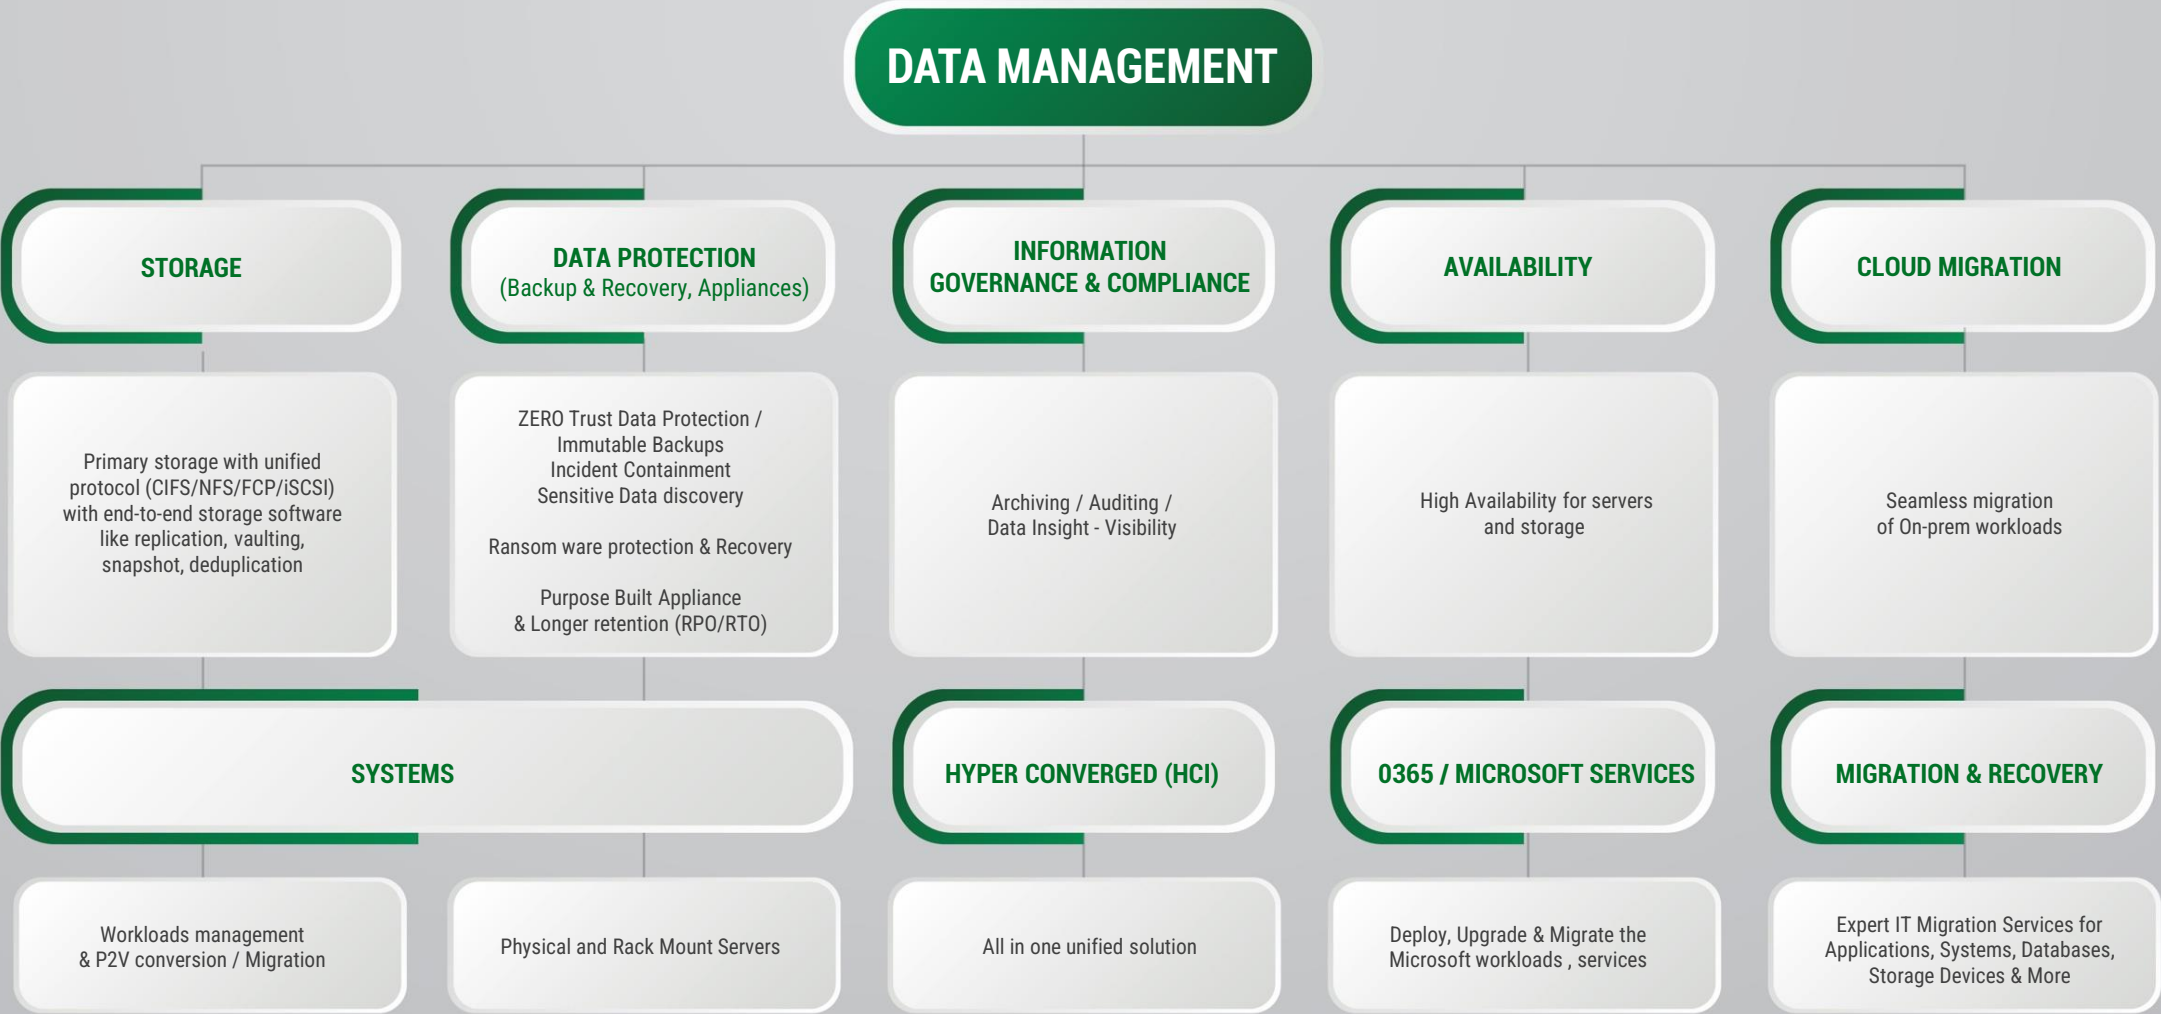 DATA MANAGEMENT
STORAGE
DATA PROTECTION
(Backup & Recovery, Appliances)
INFORMATION
GOVERNANCE & COMPLIANCE
AVAILABILITY
CLOUD MIGRATION
Primary storage with unified
protocol (CIFS/NFS/FCP/iSCSI)
with end-to-end storage software
like replication, vaulting,
snapshot, deduplication
ZERO Trust Data Protection /
Immutable Backups
Incident Containment
Sensitive Data discovery
Ransom ware protection & Recovery
Purpose Built Appliance
& Longer retention (RPO/RTO)
Archiving / Auditing /
Data Insight - Visibility
High Availability for servers
and storage
Seamless migration
of On-prem workloads
SYSTEMS
HYPER CONVERGED (HCI)
0365 / MICROSOFT SERVICES
MIGRATION & RECOVERY
Workloads management
& P2V conversion / Migration
Physical and Rack Mount Servers
All in one unified solution
Deploy, Upgrade & Migrate the
Microsoft workloads , services
Expert IT Migration Services for
Applications, Systems, Databases,
Storage Devices & More